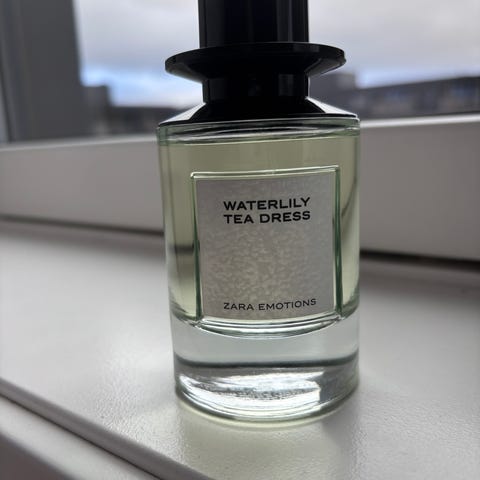 WATERLILY
TEA DRESS
ZARA EMOTIONS